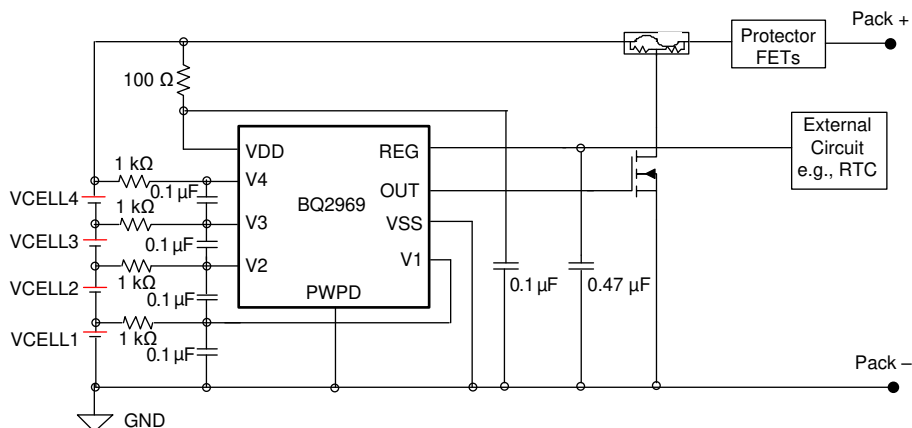 Pack +
Protector
FETs
100 Ω
External
Circuit
e.g., RTC
VDD
REG
1 kΩ
V4
0.1 µF
OUT
VCELL4
BQ2969
V3
VSS
1 kΩ
VCELL3
0.1 µF
V2
V1
1 kΩ
VCELL2
0.1 µF
PWPD
0.1 µF
0.47 µF
VCELL1
1 kΩ
0.1 µF
Pack –
GND